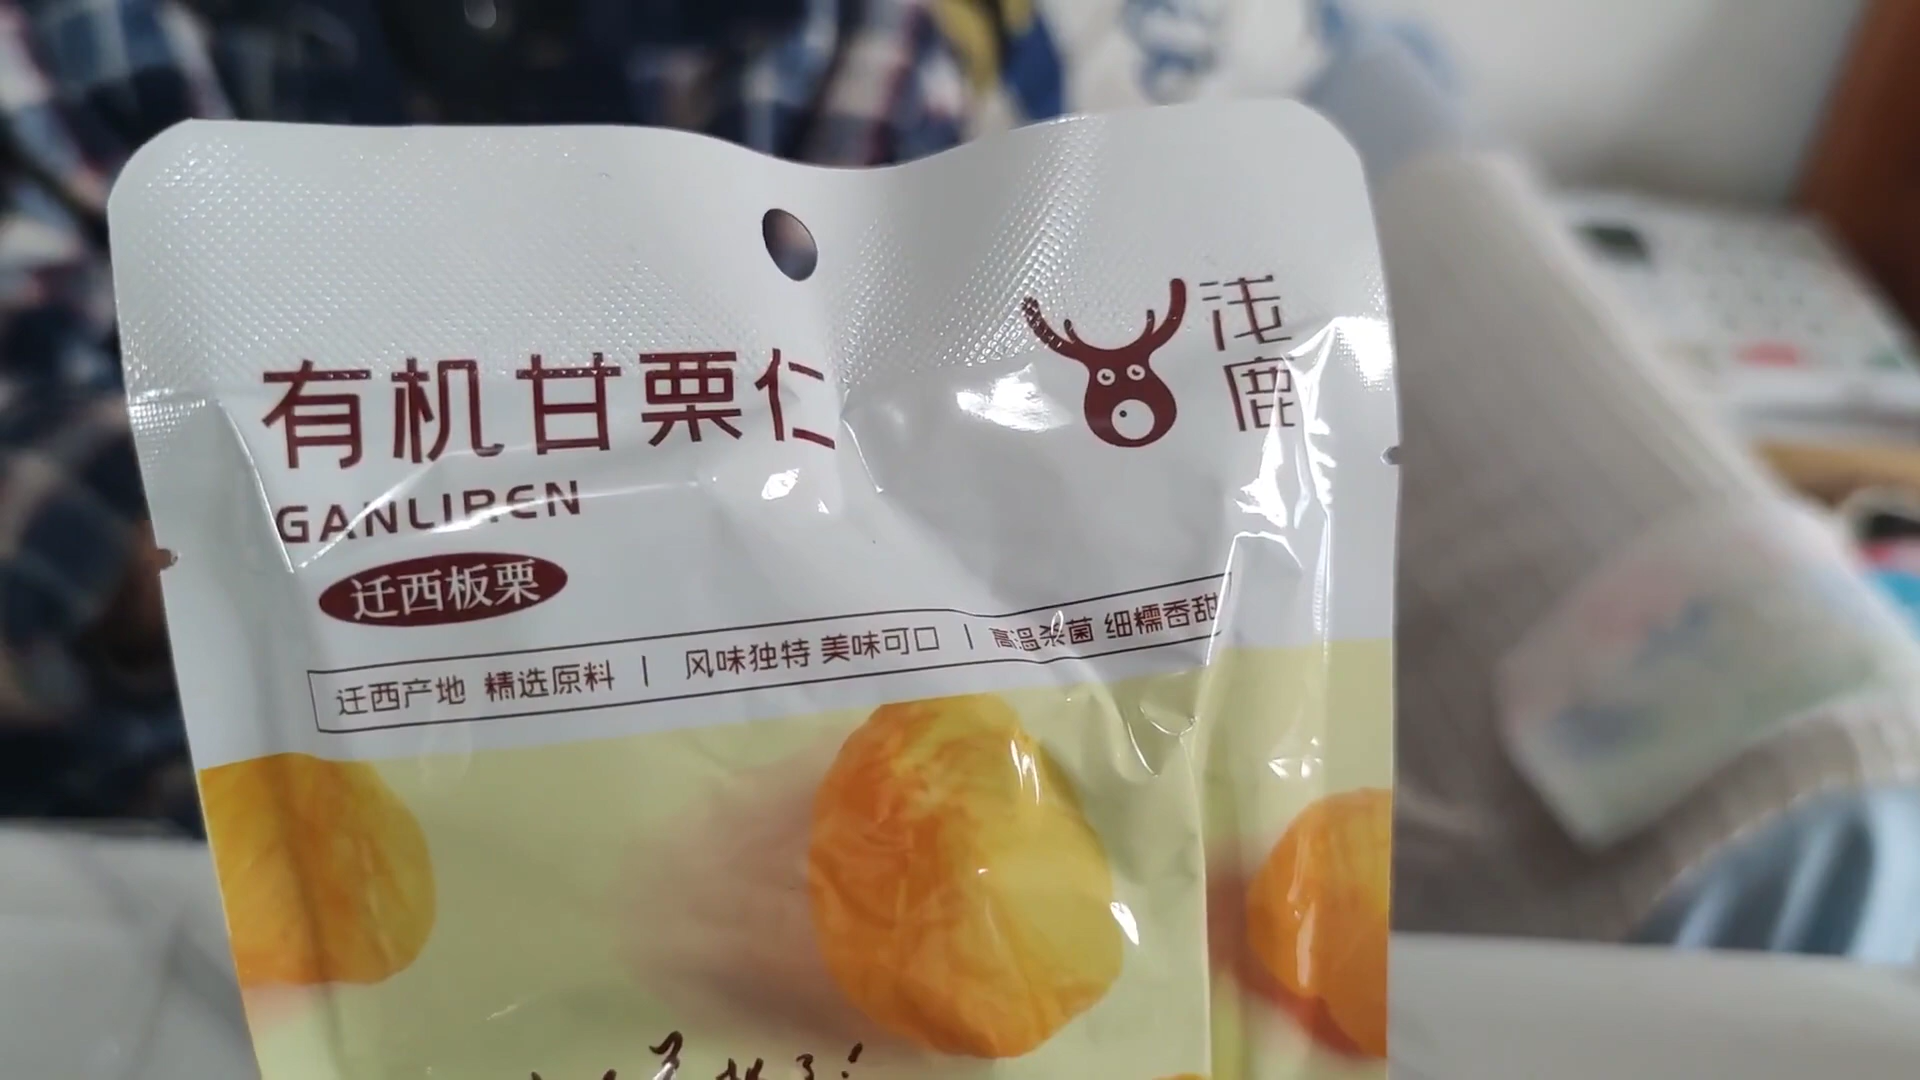 有机甘栗仁
浅鹿
GANLIREN
迁西板栗
迁西产地 精选原料 | 风味独特 美味可口 | 高温杀菌 细糯香甜